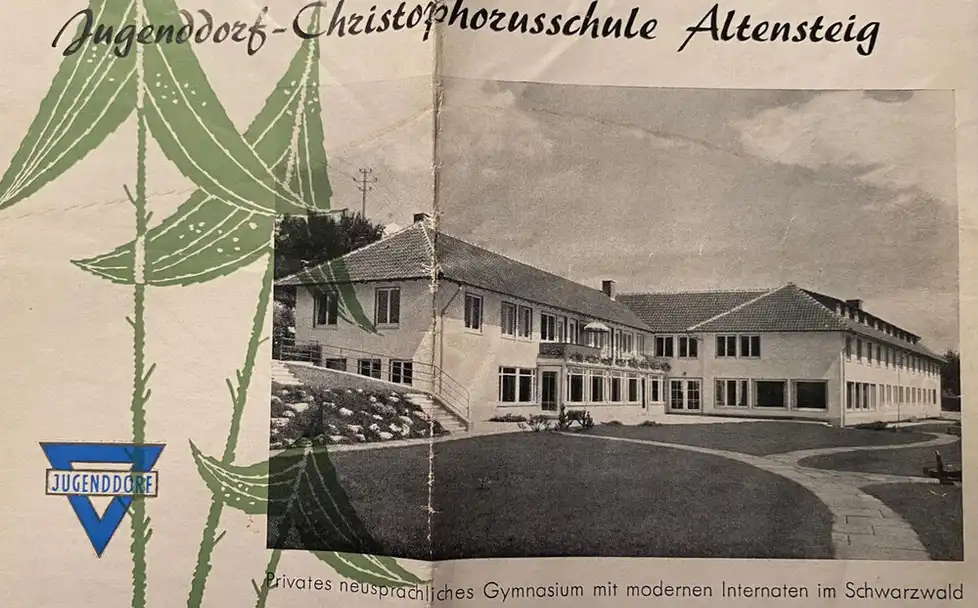 Jugenddorf-Christophorusschule Altensteig
JUGENDDORF
Privates neusprachliches Gymnasium mit modernen Internaten im Schwarzwald